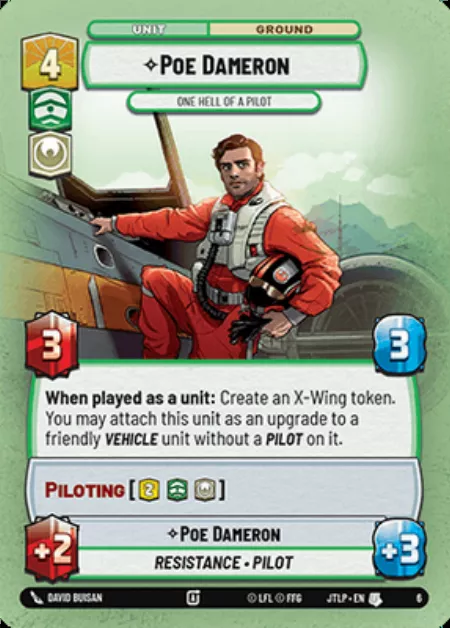 UNIT
GROUND
4
✧POE DAMERON
ONE HELL OF A PILOT
3
3
When played as a unit: Create an X-Wing token.
You may attach this unit as an upgrade to a
friendly VEHICLE unit without a PILOT on it.
PILOTING [2 ]
+2
✧POE DAMERON
+3
RESISTANCE • PILOT
DAVID BUISAN
© LFL © FFG
JTLP • EN
6